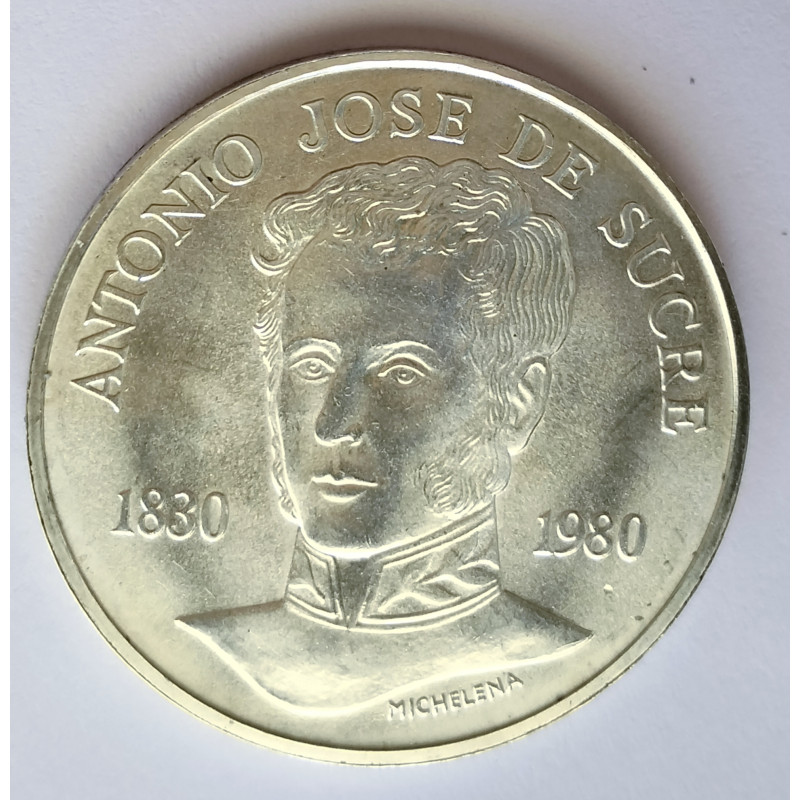 ANTONIO JOSE DE SUCRE
1830 1980
MICHELENA